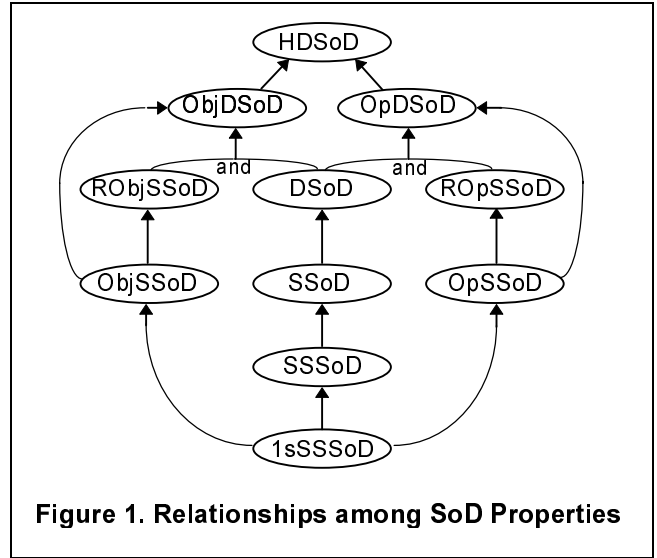 HDSoD
ObjDSoD
OpDSoD
and
and
RObjSSoD
DSoD
ROpSSoD
ObjSSoD
SSoD
OpSSoD
SSSoD
1sSSSoD
Figure 1. Relationships among SoD Properties